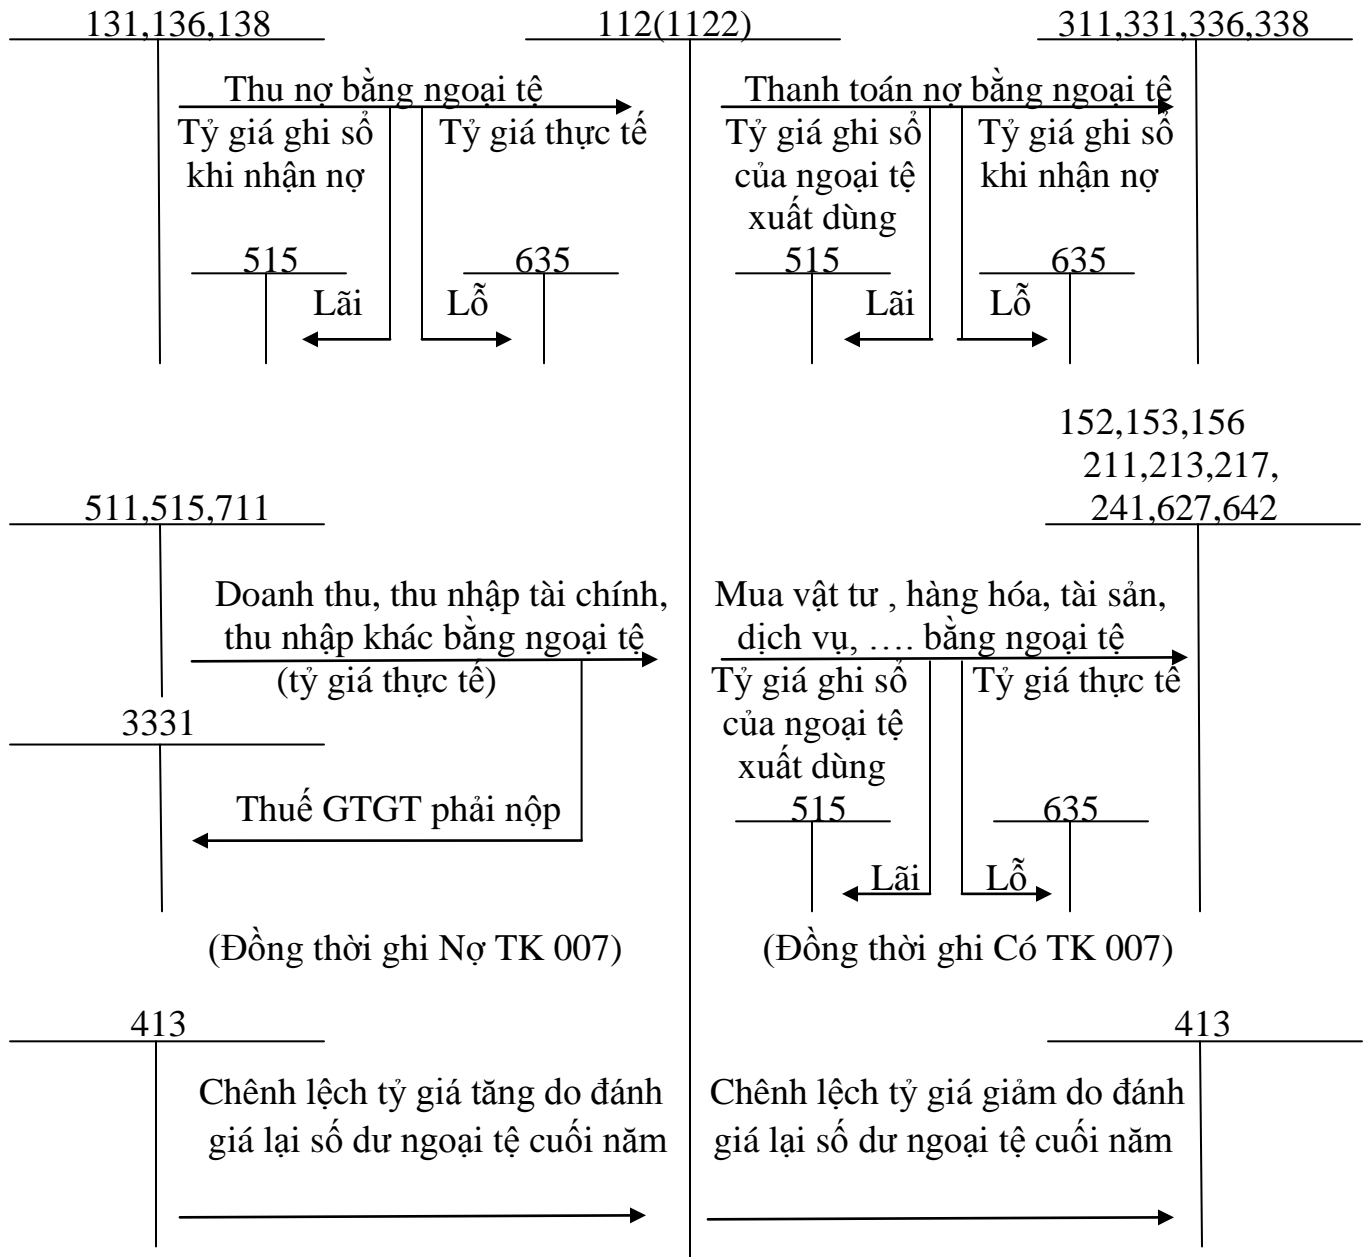 131,136,138
112(1122)
311,331,336,338
Thu nợ bằng ngoại tệ
Thanh toán nợ bằng ngoại tệ
Tỷ giá ghi sổ
khi nhận nợ
Tỷ giá thực tế
Tỷ giá ghi sổ
của ngoại tệ
xuất dùng
Tỷ giá ghi sổ
khi nhận nợ
515
635
515
635
Lãi
Lỗ
Lãi
Lỗ
152,153,156
211,213,217,
241,627,642
511,515,711
Doanh thu, thu nhập tài chính,
thu nhập khác bằng ngoại tệ
(tỷ giá thực tế)
Mua vật tư , hàng hóa, tài sản,
dịch vụ, …. bằng ngoại tệ
Tỷ giá ghi sổ
của ngoại tệ
xuất dùng
Tỷ giá thực tế
3331
Thuế GTGT phải nộp
515
635
Lãi
Lỗ
(Đồng thời ghi Nợ TK 007)
(Đồng thời ghi Có TK 007)
413
413
Chênh lệch tỷ giá tăng do đánh
giá lại số dư ngoại tệ cuối năm
Chênh lệch tỷ giá giảm do đánh
giá lại số dư ngoại tệ cuối năm